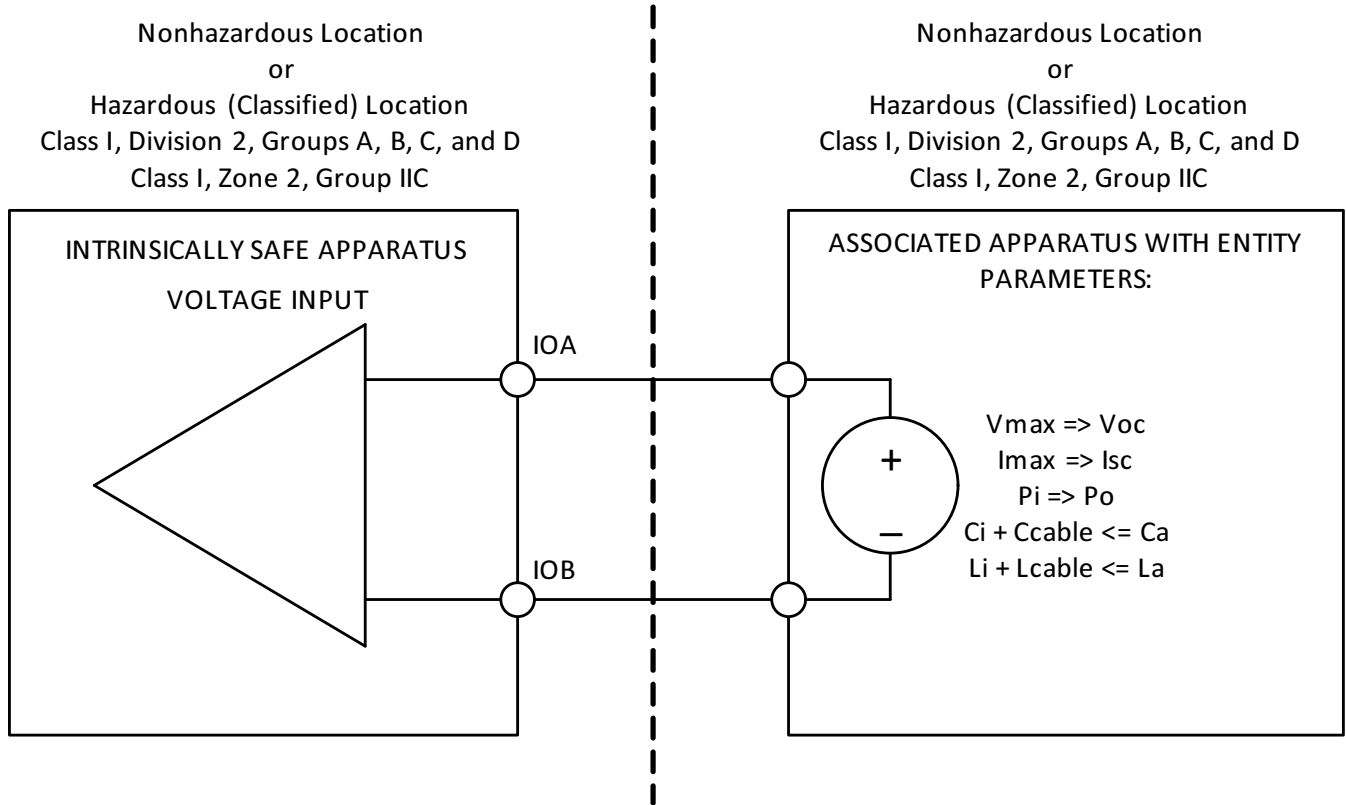 Nonhazardous Location
or
Hazardous (Classified) Location
Class I, Division 2, Groups A, B, C, and D
Class I, Zone 2, Group IIC
INTRINSICALLY SAFE APPARATUS
VOLTAGE INPUT
IOA
IOB
Nonhazardous Location
or
Hazardous (Classified) Location
Class I, Division 2, Groups A, B, C, and D
Class I, Zone 2, Group IIC
ASSOCIATED APPARATUS WITH ENTITY
PARAMETERS:
+
−
Vmax => Voc
Imax => Isc
Pi => Po
Ci + Ccable <= Ca
Li + Lcable <= La